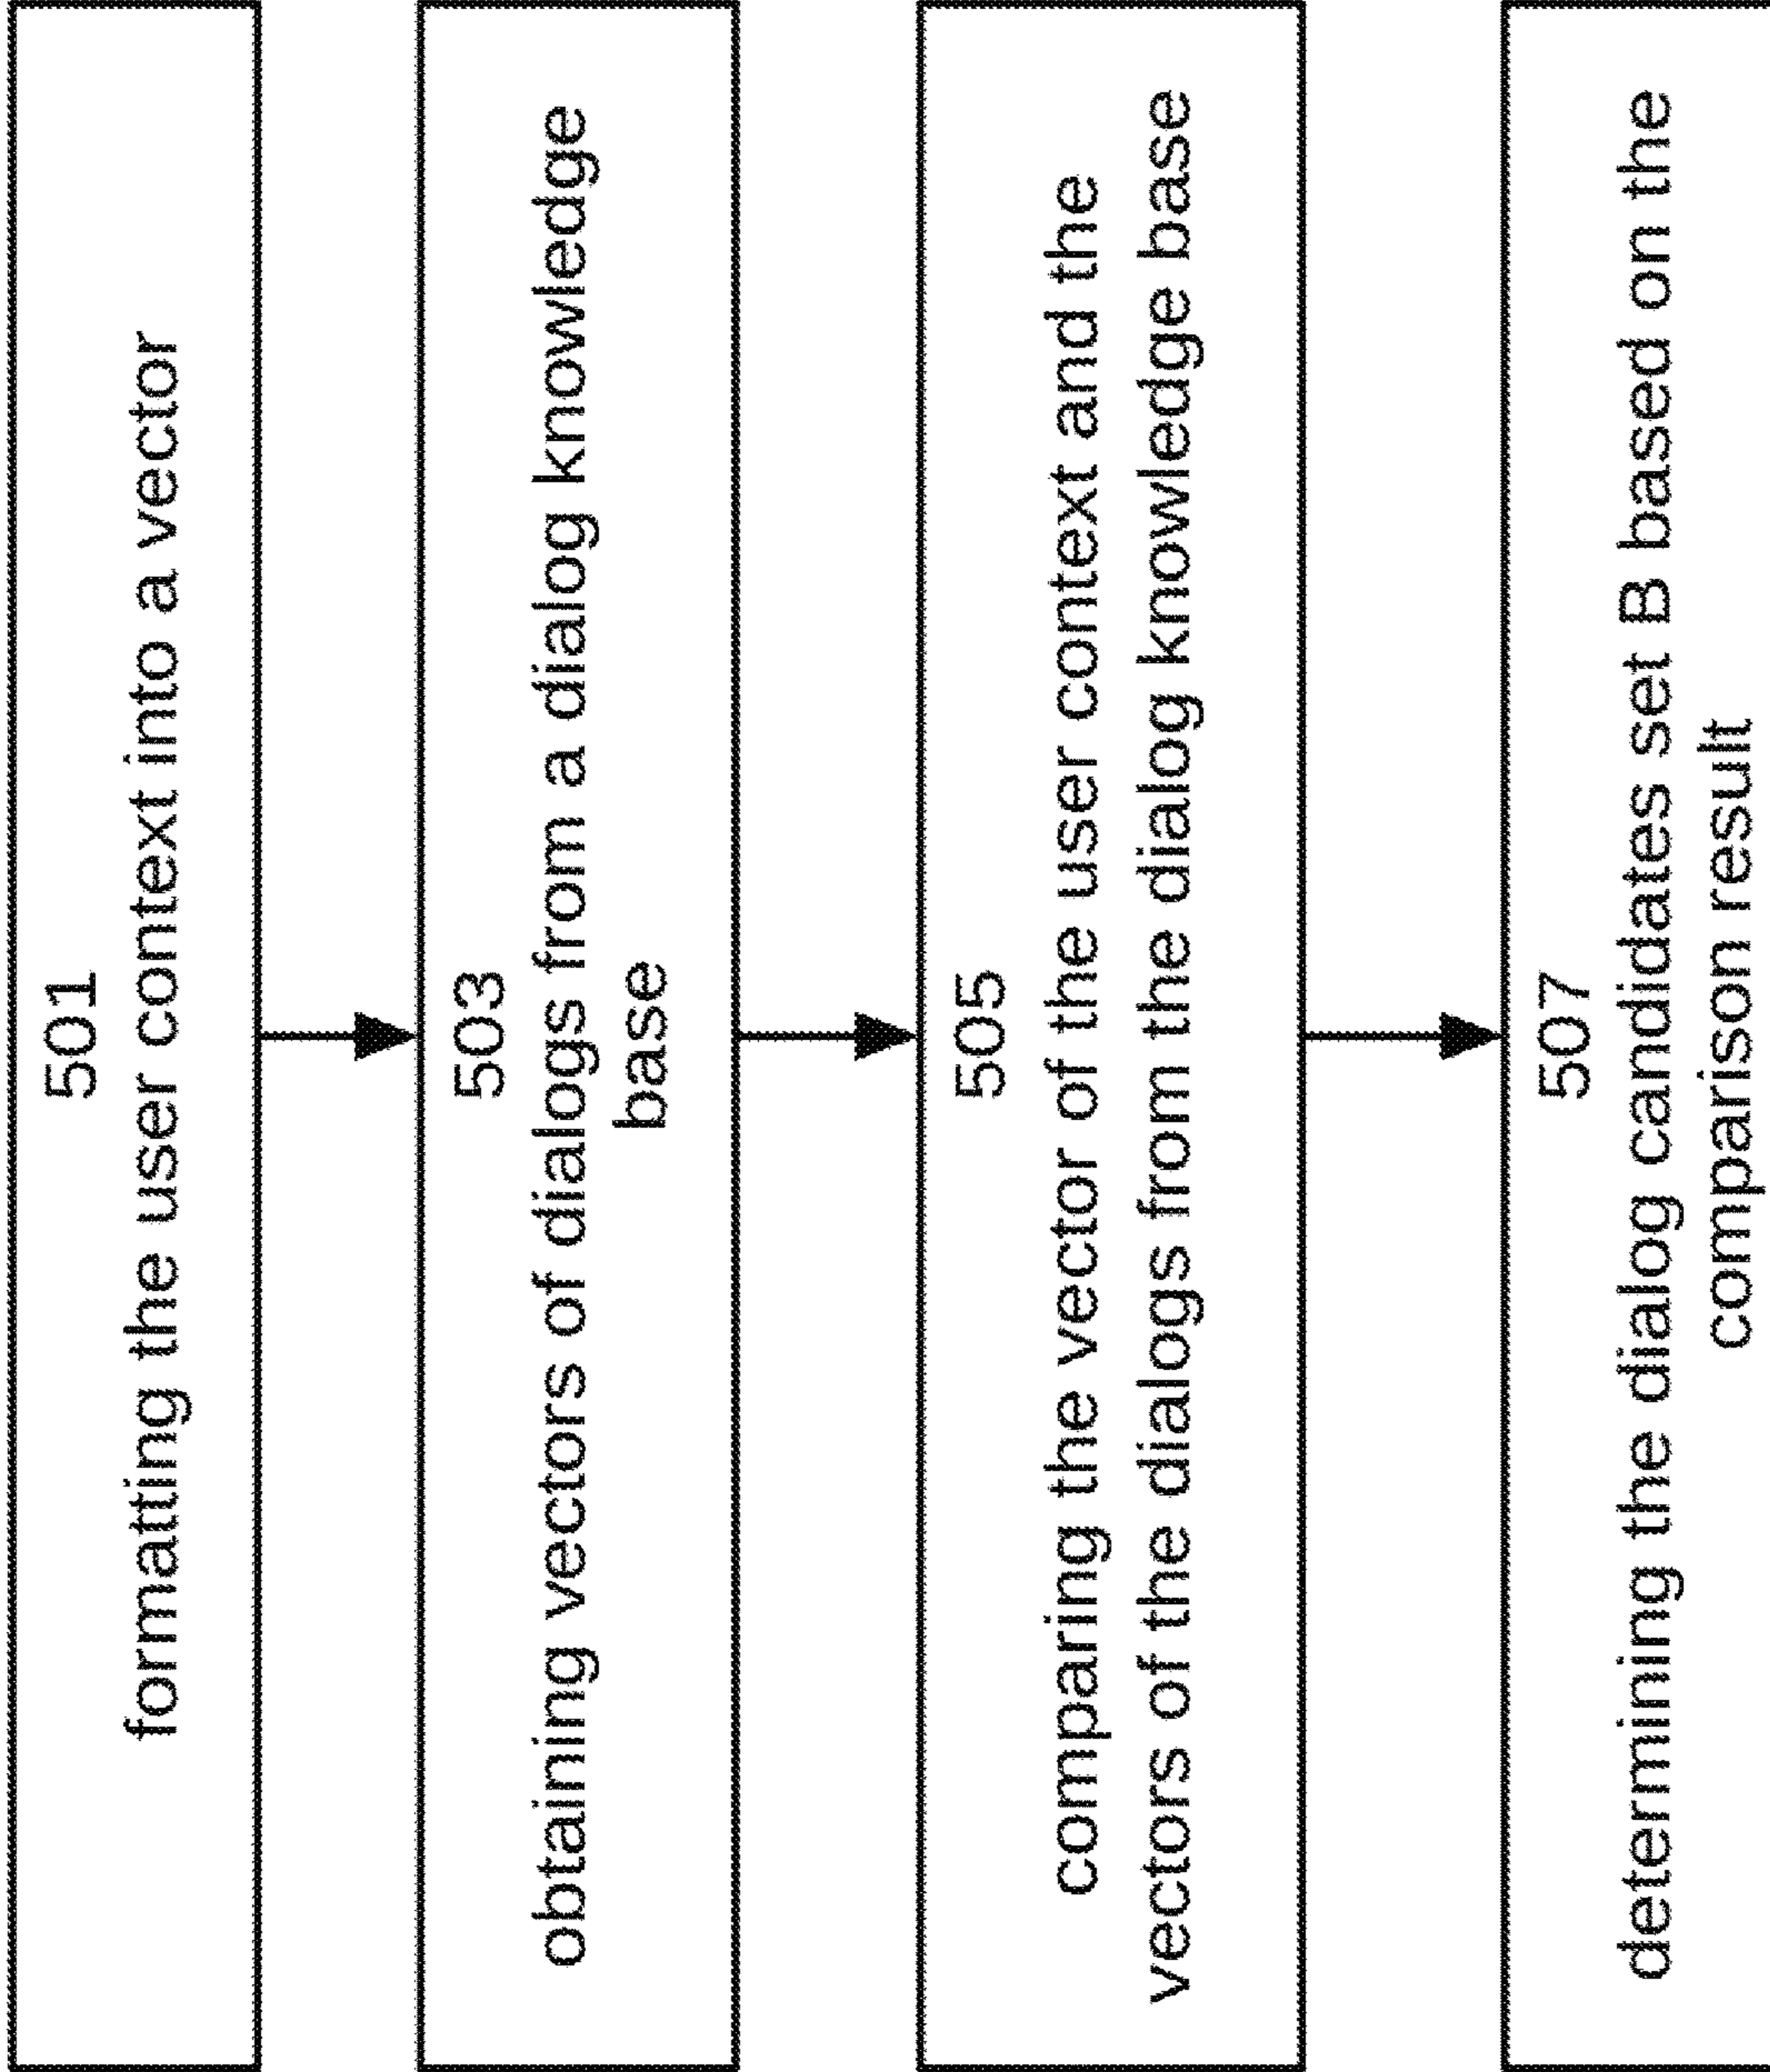 501
formatting the user context into a vector
503
obtaining vectors of dialogs from a dialog knowledge
base
505
comparing the vector of the user context and the
vectors of the dialogs from the dialog knowledge base
507
determining the dialog candidates set B based on the
comparison result